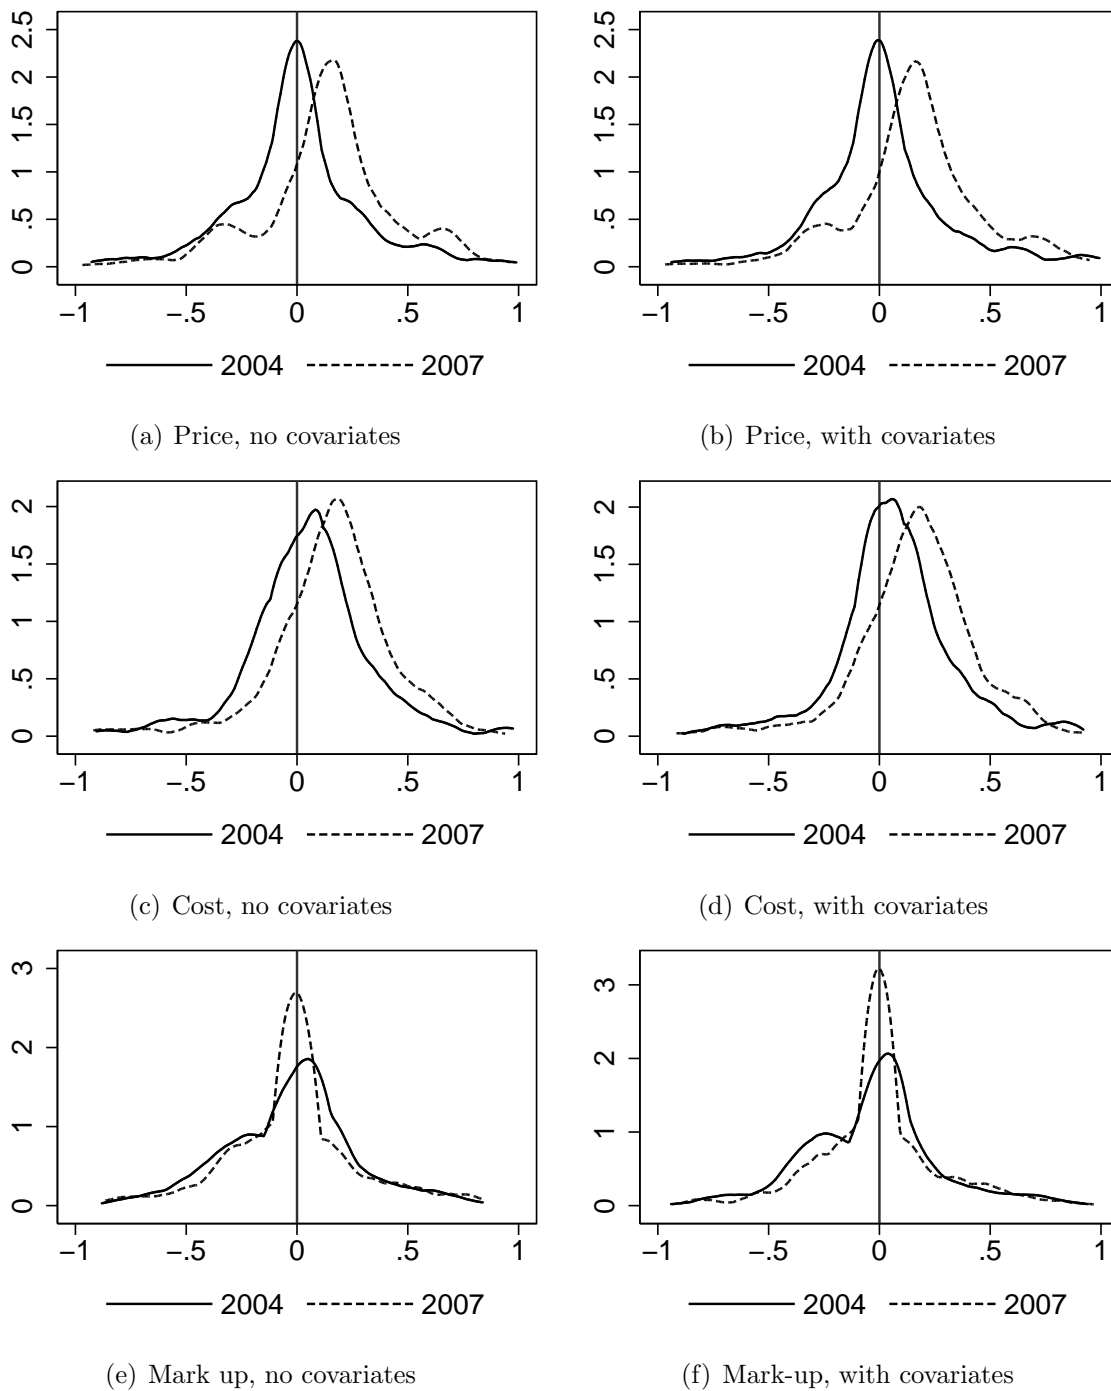 0 .5 1 1.5 2 2.5
−1 −.5 0 .5 1
2004 2007
(a) Price, no covariates
0 .5 1 1.5 2 2.5
−1 −.5 0 .5 1
2004 2007
(b) Price, with covariates
0 .5 1 1.5 2
−1 −.5 0 .5 1
2004 2007
(c) Cost, no covariates
0 .5 1 1.5 2
−1 −.5 0 .5 1
2004 2007
(d) Cost, with covariates
0 1 2 3
−1 −.5 0 .5 1
2004 2007
(e) Mark up, no covariates
0 1 2 3
−1 −.5 0 .5 1
2004 2007
(f) Mark-up, with covariates